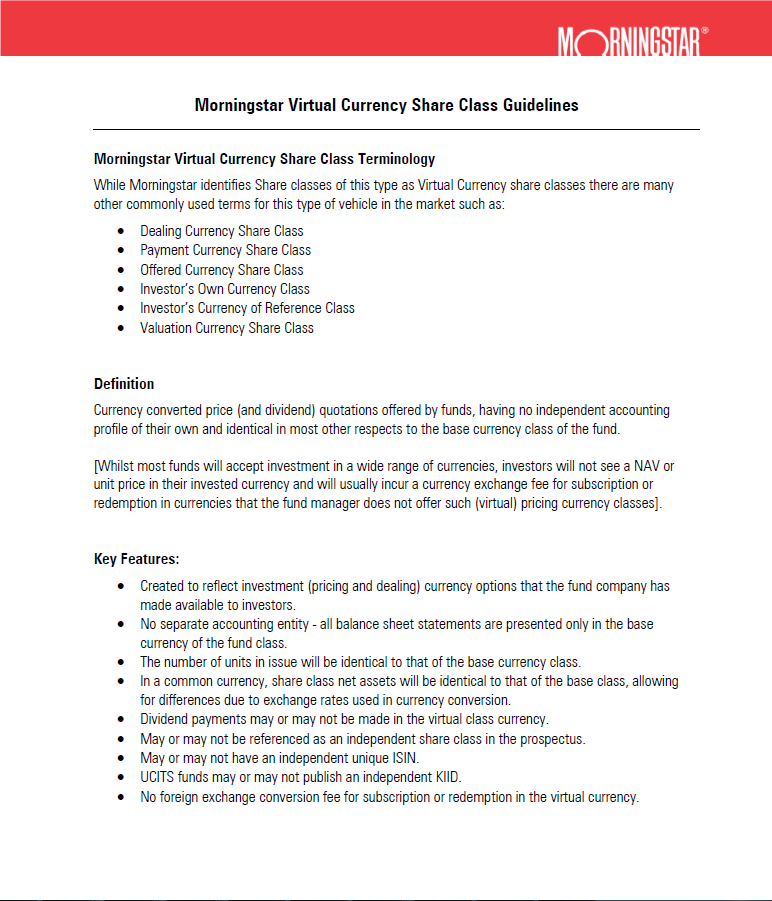 MORNINGSTAR®
Morningstar Virtual Currency Share Class Guidelines
Morningstar Virtual Currency Share Class Terminology
While Morningstar identifies Share classes of this type as Virtual Currency share classes there are many
other commonly used terms for this type of vehicle in the market such as:
• Dealing Currency Share Class
• Payment Currency Share Class
• Offered Currency Share Class
• Investor's Own Currency Class
• Investor's Currency of Reference Class
• Valuation Currency Share Class
Definition
Currency converted price (and dividend) quotations offered by funds, having no independent accounting
profile of their own and identical in most other respects to the base currency class of the fund.
[Whilst most funds will accept investment in a wide range of currencies, investors will not see a NAV or
unit price in their invested currency and will usually incur a currency exchange fee for subscription or
redemption in currencies that the fund manager does not offer such (virtual) pricing currency classes].
Key Features:
• Created to reflect investment (pricing and dealing) currency options that the fund company has
made available to investors.
• No separate accounting entity - all balance sheet statements are presented only in the base
currency of the fund class.
• The number of units in issue will be identical to that of the base currency class.
• In a common currency, share class net assets will be identical to that of the base class, allowing
for differences due to exchange rates used in currency conversion.
• Dividend payments may or may not be made in the virtual class currency.
• May or may not be referenced as an independent share class in the prospectus.
• May or may not have an independent unique ISIN.
• UCITS funds may or may not publish an independent KIID.
• No foreign exchange conversion fee for subscription or redemption in the virtual currency.